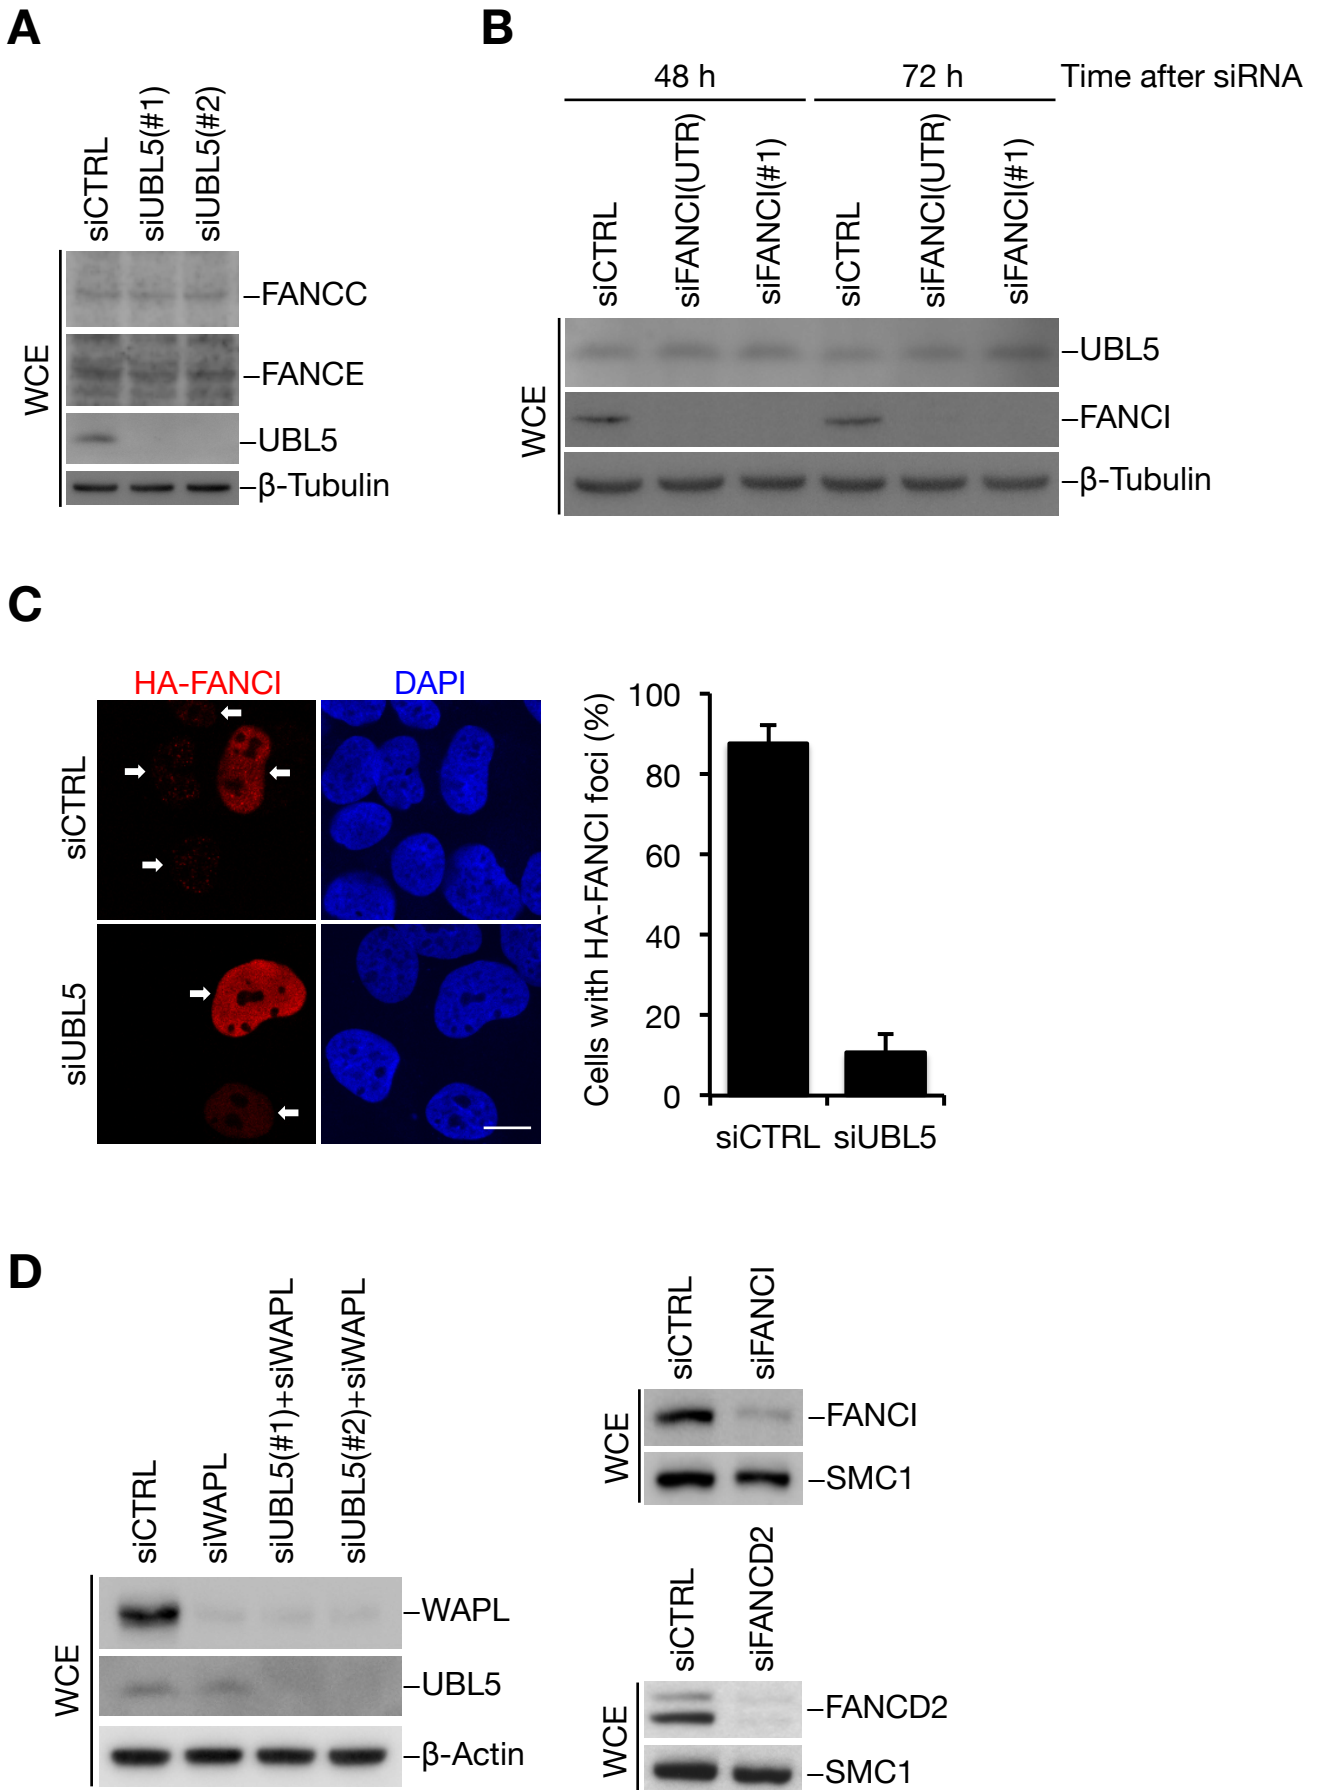 A
siCTRL
siUBL5(#1)
siUBL5(#2)
WCE
–FANCC
–FANCE
–UBL5
–β-Tubulin
B
48 h
72 h
Time after siRNA
siCTRL
siFANCI(UTR)
siFANCI(#1)
siCTRL
siFANCI(UTR)
siFANCI(#1)
WCE
–UBL5
–FANCI
–β-Tubulin
C
HA-FANCI
DAPI
siCTRL
siUBL5
Cells with HA-FANCI foci (%)
100
80
60
40
20
0
siCTRL
siUBL5
D
siCTRL
siWAPL
siUBL5(#1)+siWAPL
siUBL5(#2)+siWAPL
WCE
–WAPL
–UBL5
–β-Actin
siCTRL
siFANCI
WCE
–FANCI
–SMC1
siCTRL
siFANCD2
WCE
–FANCD2
–SMC1